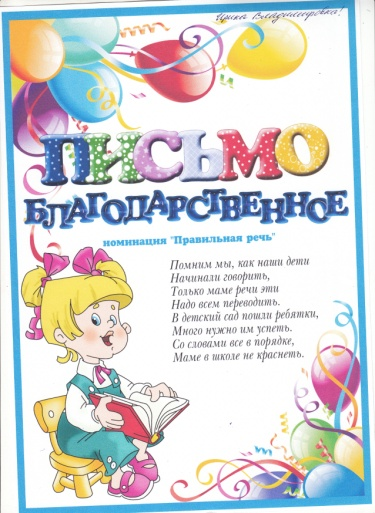 Ирина Владимировна!
ПИСЬМО
БЛАГОДАРСТВЕННОЕ
номинация "Правильная речь"
Помним мы, как наши дети
Начинали говорить,
Только маме речи эти
Надо всем переводить.
В детский сад пошли ребятки,
Много нужно им успеть.
Со словами все в порядке,
Маме в школе не краснеть.